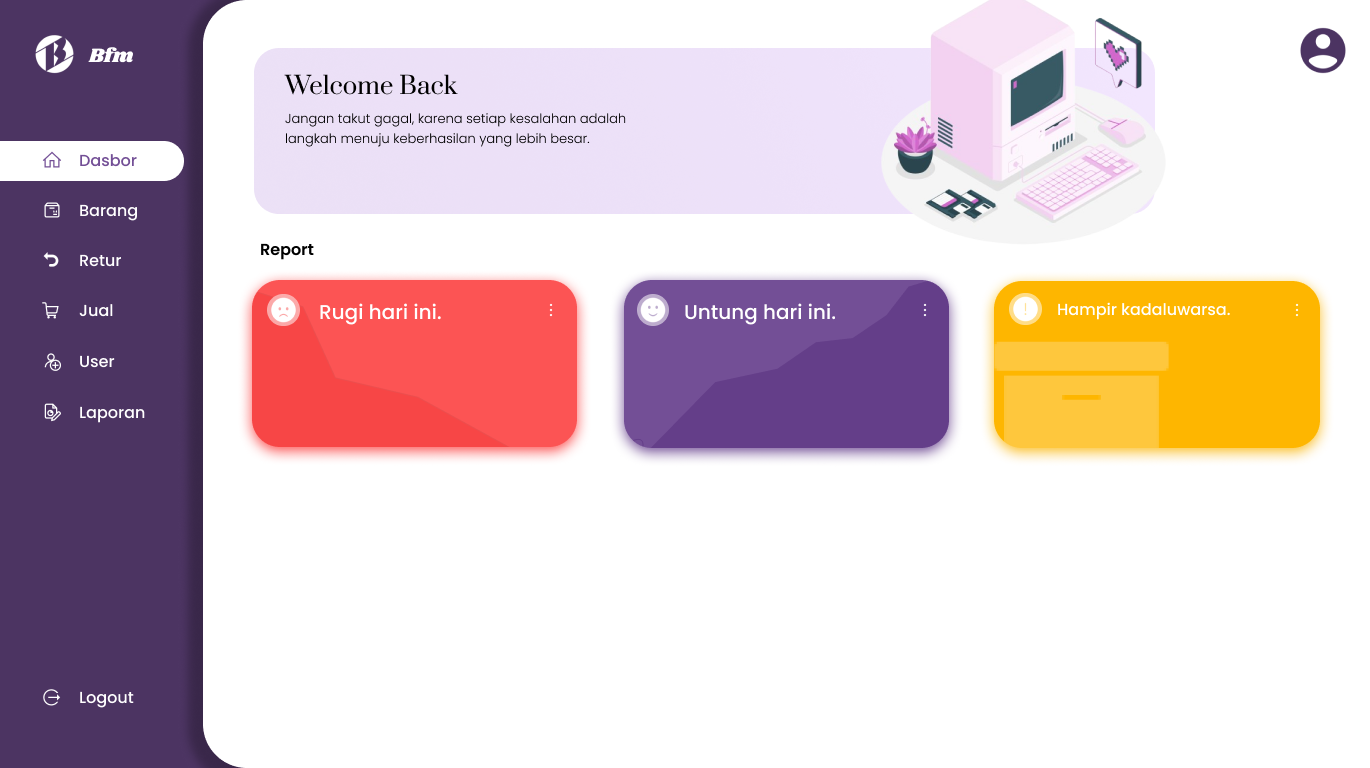 Bfm
Dasbor
Barang
Retur
Jual
User
Laporan
Logout
Welcome Back
Jangan takut gagal, karena setiap kesalahan adalah
langkah menuju keberhasilan yang lebih besar.
Report
Rugi hari ini.
Untung hari ini.
Hampir kadaluwarsa.